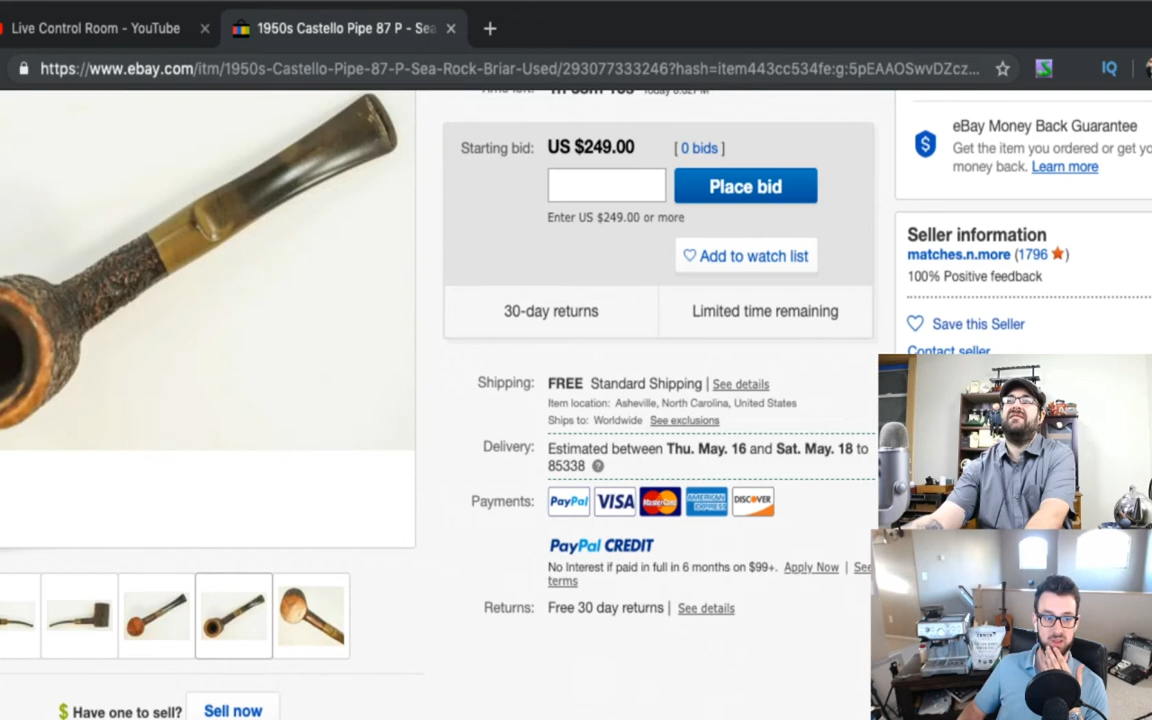 Live Control Room - YouTube
1950s Castello Pipe 87 P - Sea
https://www.ebay.com/itm/1950s-Castello-Pipe-87-P-Sea-Rock-Briar-Used/293077333246?hash=item443cc534fe:g:5pEAAOSwvDZcz...
IQ
Starting bid: US $249.00 [ 0 bids ]
Place bid
Enter US $249.00 or more
Add to watch list
30-day returns Limited time remaining
Shipping: FREE Standard Shipping | See details
Item location: Asheville, North Carolina, United States
Ships to: Worldwide See exclusions
Delivery: Estimated between Thu. May. 16 and Sat. May. 18 to
85338
Payments: PayPal VISA MasterCard AMERICAN EXPRESS DISCOVER
PayPal CREDIT
No Interest if paid in full in 6 months on $99+. Apply Now | See
terms
Returns: Free 30 day returns | See details
Have one to sell? Sell now
eBay Money Back Guarantee
Get the item you ordered or get yo
money back. Learn more
Seller information
matches.n.more (1796 )
100% Positive feedback
Save this Seller
Contact seller